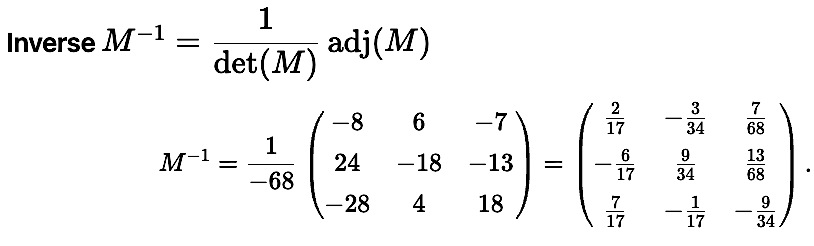 Inverse $M^{-1} = \frac{1}{\det(M)} \operatorname{adj}(M)$
$M^{-1} = \frac{1}{-68} \begin{pmatrix} -8 & 6 & -7 \\ 24 & -18 & -13 \\ -28 & 4 & 18 \end{pmatrix} = \begin{pmatrix} \frac{2}{17} & -\frac{3}{34} & \frac{7}{68} \\ -\frac{6}{17} & \frac{9}{34} & \frac{13}{68} \\ \frac{7}{17} & -\frac{1}{17} & -\frac{9}{34} \end{pmatrix}.$